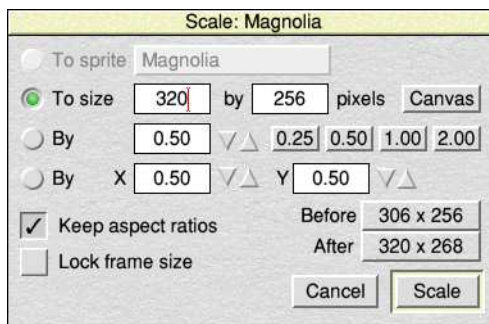 Scale: Magnolia
To sprite Magnolia
To size 320 by 256 pixels Canvas
By 0.50 0.25 0.50 1.00 2.00
By X 0.50 Y 0.50
Keep aspect ratios Before 306 x 256
Lock frame size After 320 x 268
Cancel Scale